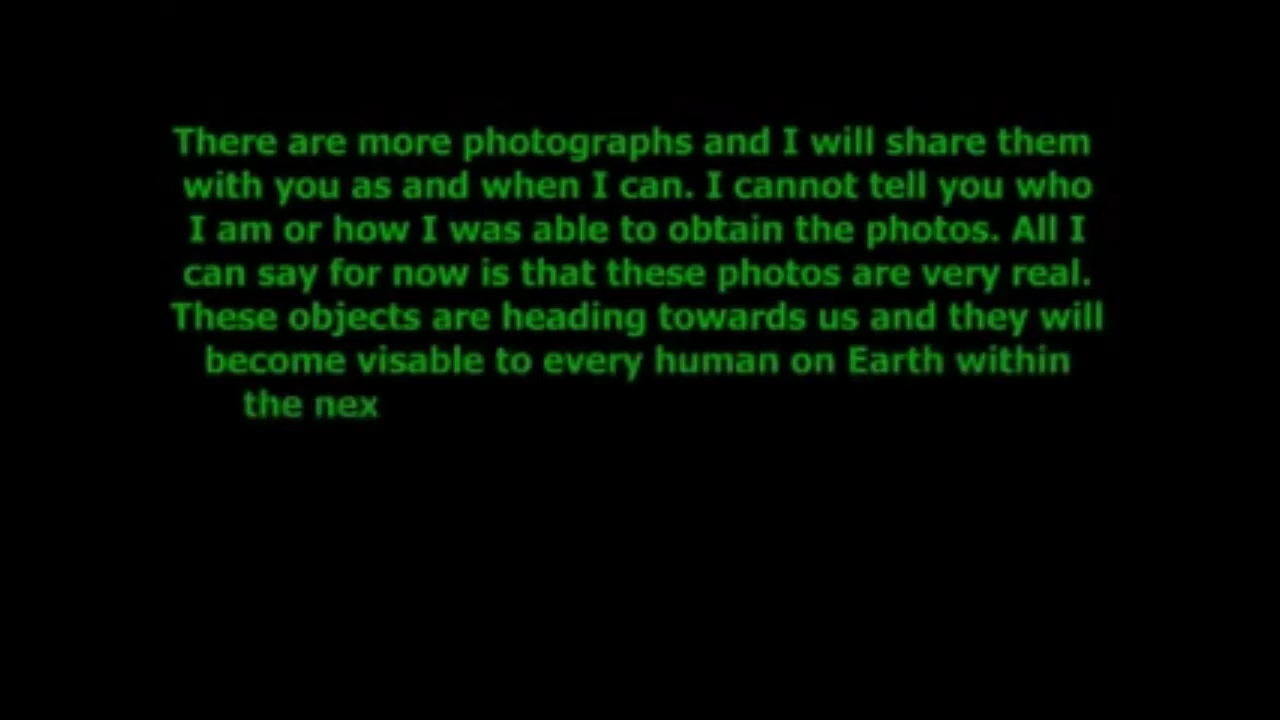 There are more photographs and I will share them
with you as and when I can. I cannot tell you who
I am or how I was able to obtain the photos. All I
can say for now is that these photos are very real.
These objects are heading towards us and they will
become visable to every human on Earth within
the nex